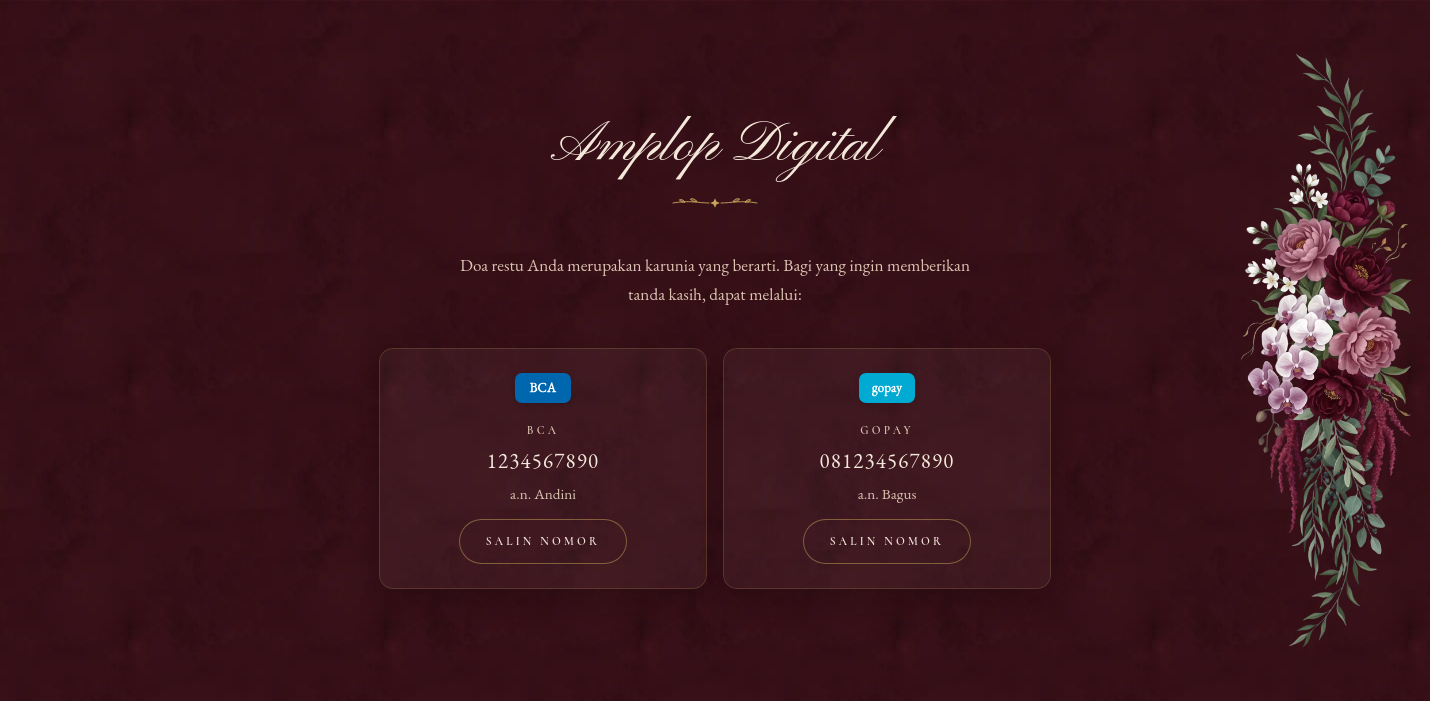 Amplop Digital
Doa restu Anda merupakan karunia yang berarti. Bagi yang ingin memberikan
tanda kasih, dapat melalui:
BCA
BCA
1234567890
a.n. Andini
SALIN NOMOR
gopay
GOPAY
081234567890
a.n. Bagus
SALIN NOMOR